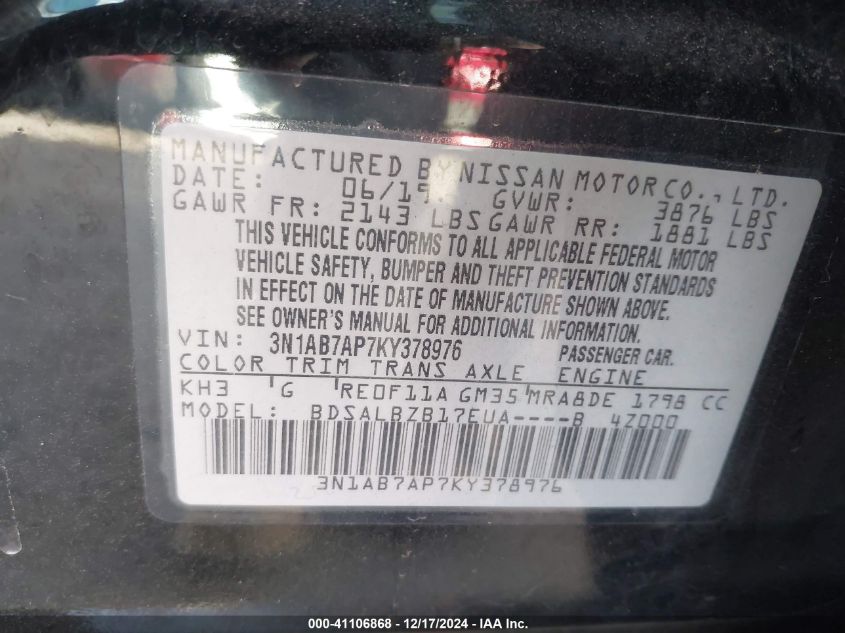 MANUFACTURED BY NISSAN MOTOR CO., LTD.
DATE: 06/19 GVWR: 3876 LBS
GAWR FR: 2143 LBS GAWR RR: 1881 LBS
THIS VEHICLE CONFORMS TO ALL APPLICABLE FEDERAL MOTOR
VEHICLE SAFETY, BUMPER AND THEFT PREVENTION STANDARDS
IN EFFECT ON THE DATE OF MANUFACTURE SHOWN ABOVE.
SEE OWNER'S MANUAL FOR ADDITIONAL INFORMATION.
VIN: 3N1AB7AP7KY378976 PASSENGER CAR.
COLOR TRIM TRANS AXLE ENGINE
KH3 G RE0F11A GM35 MRA8DE 1798 CC
MODEL: BDSALBZB17EUA----B 4Z000
3N1AB7AP7KY378976
000-41106868 - 12/17/2024 - IAA Inc.